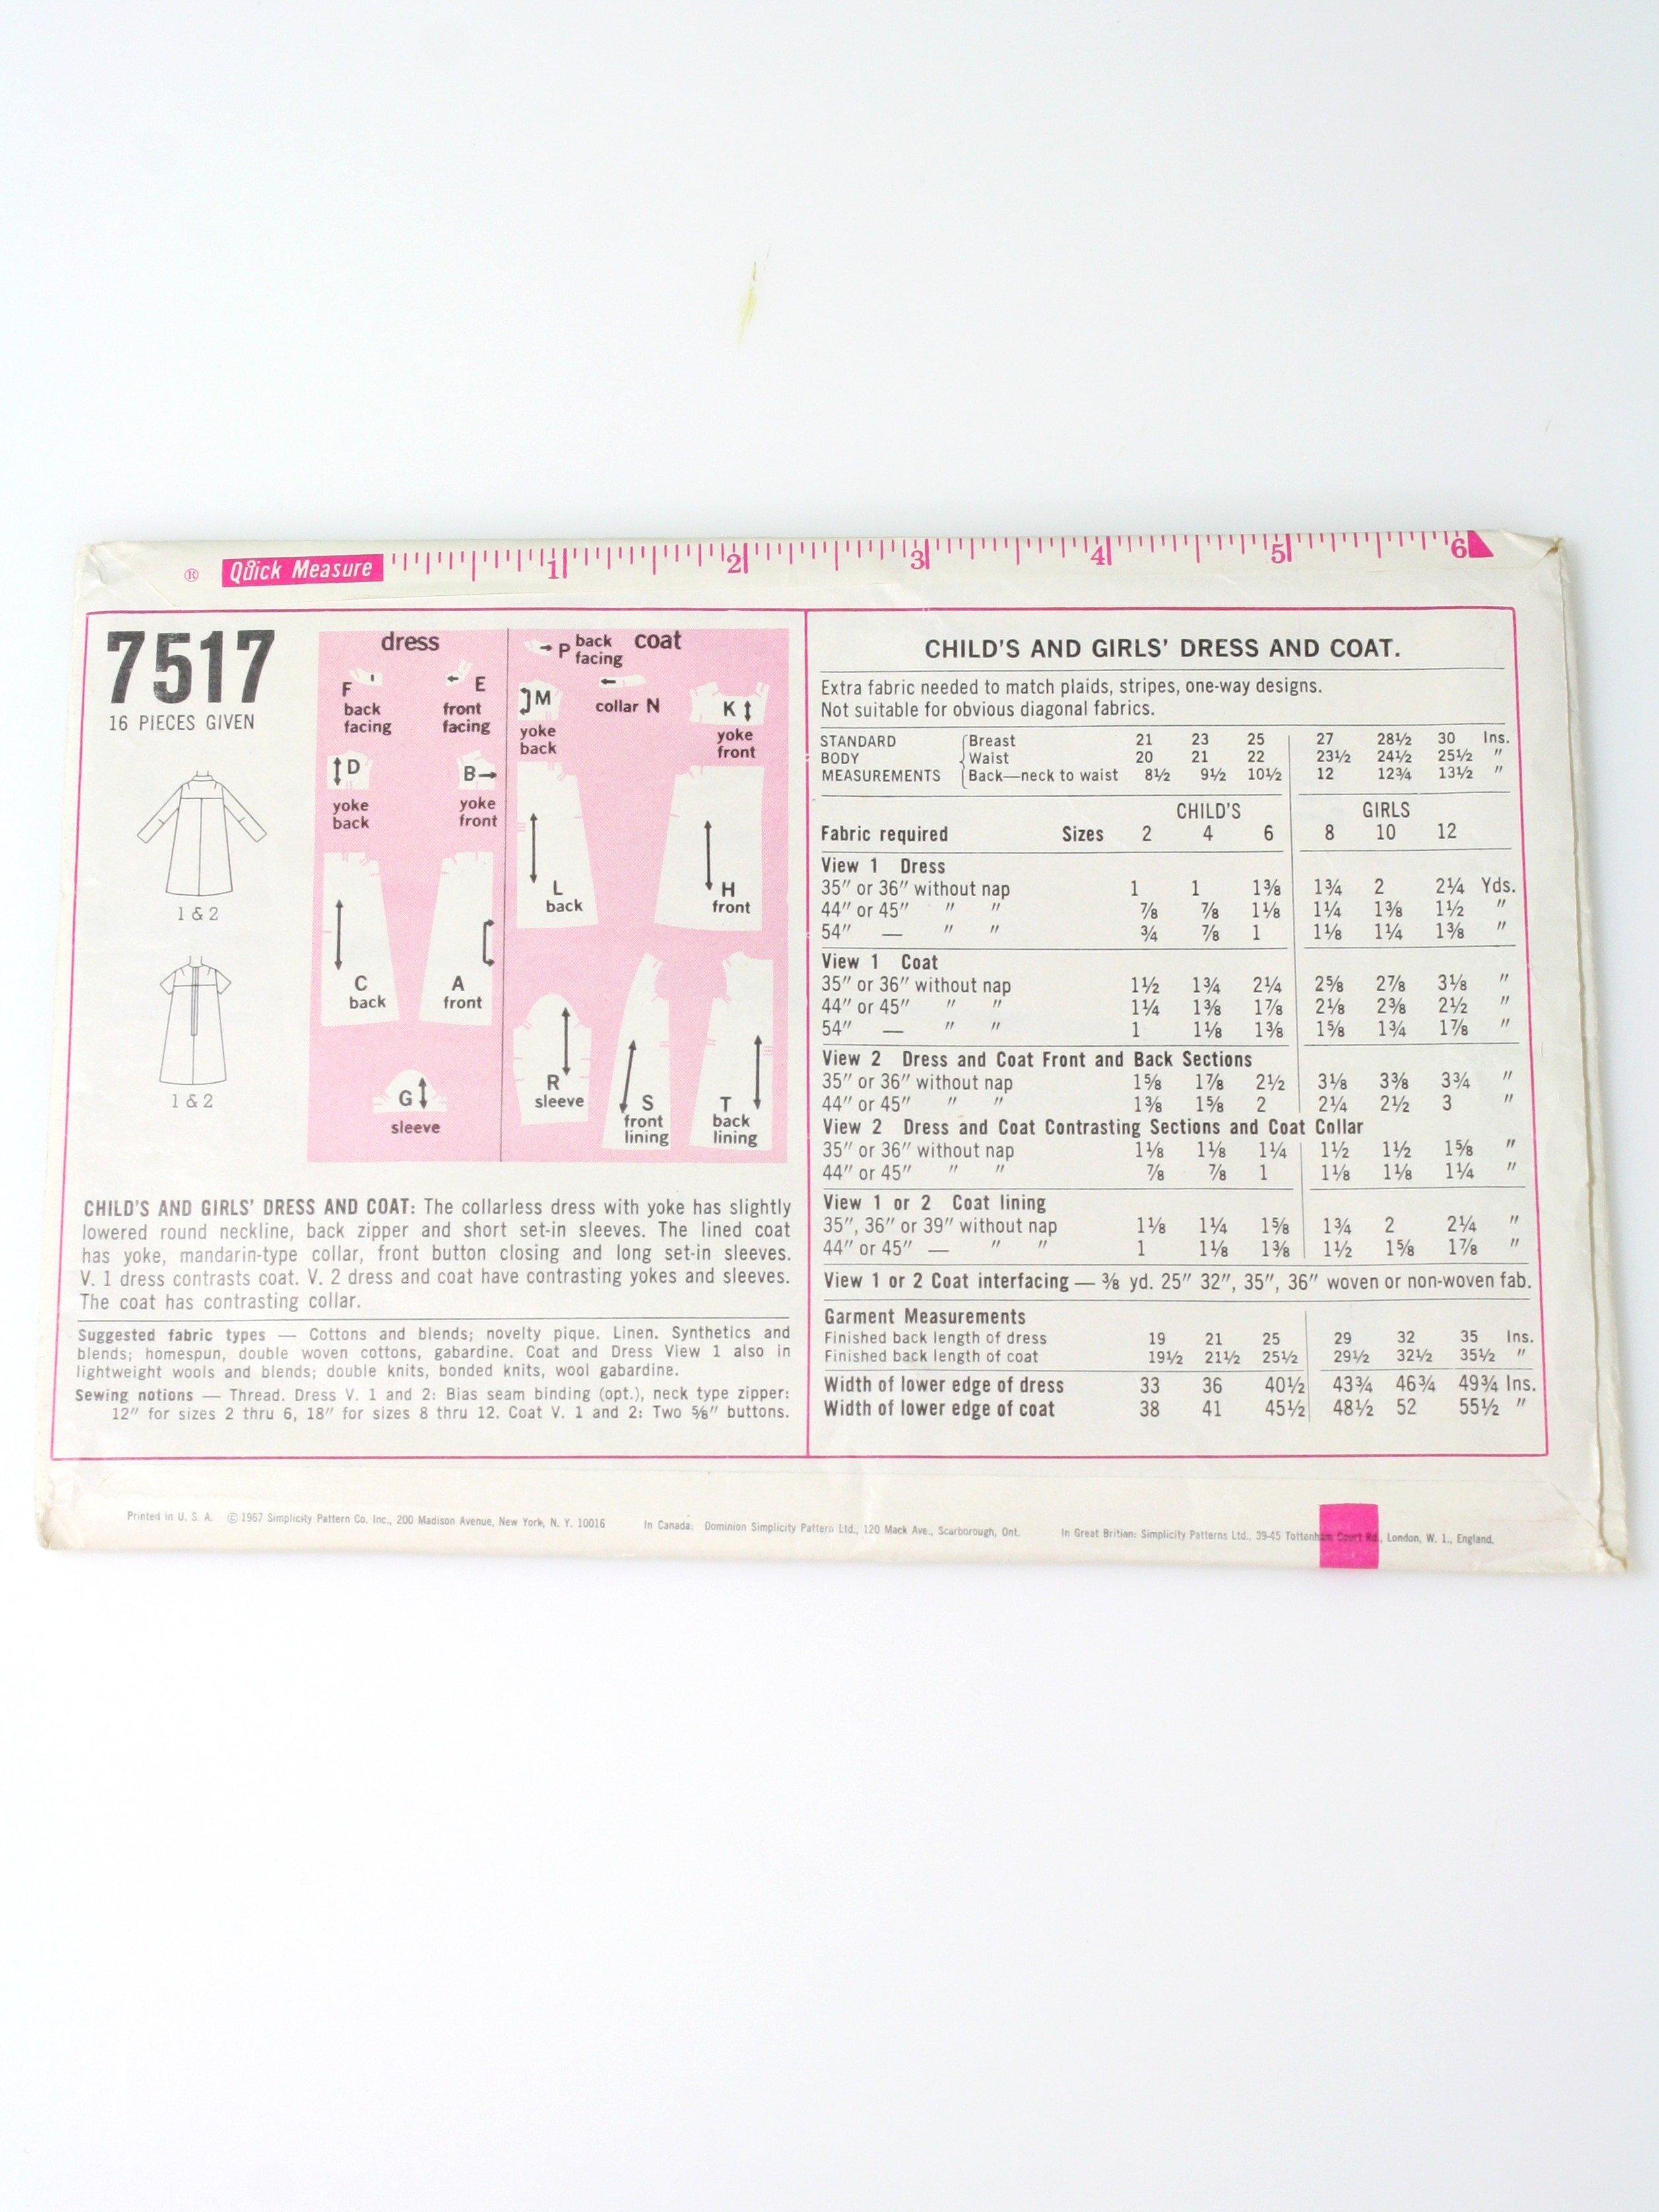 ® Quick Measure 1 2 3 4 5 6
7517
16 PIECES GIVEN
1 & 2
1 & 2
dress
F
back
facing
E
front
facing
D
yoke
back
B
yoke
front
C
back
A
front
G
sleeve
coat
P back
facing
M
yoke
back
collar N
K
yoke
front
L
back
H
front
R
sleeve
S
front
lining
T
back
lining
CHILD'S AND GIRLS' DRESS AND COAT: The collarless dress with yoke has slightly
lowered round neckline, back zipper and short set-in sleeves. The lined coat
has yoke, mandarin-type collar, front button closing and long set-in sleeves.
V. 1 dress contrasts coat. V. 2 dress and coat have contrasting yokes and sleeves.
The coat has contrasting collar.
Suggested fabric types — Cottons and blends; novelty pique. Linen. Synthetics and
blends; homespun, double woven cottons, gabardine. Coat and Dress View 1 also in
lightweight wools and blends; double knits, bonded knits, wool gabardine.
Sewing notions — Thread. Dress V. 1 and 2: Bias seam binding (opt.), neck type zipper:
12" for sizes 2 thru 6, 18" for sizes 8 thru 12. Coat V. 1 and 2: Two 5/8" buttons.
CHILD'S AND GIRLS' DRESS AND COAT.
Extra fabric needed to match plaids, stripes, one-way designs.
Not suitable for obvious diagonal fabrics.
STANDARD Breast 21 23 25 27 28½ 30 Ins.
BODY Waist 20 21 22 23½ 24½ 25½ "
MEASUREMENTS Back—neck to waist 8½ 9½ 10½ 12 12¾ 13½ "
CHILD'S GIRLS
Fabric required Sizes 2 4 6 8 10 12
View 1 Dress
35" or 36" without nap 1 1 1⅜ 1¾ 2 2¼ Yds.
44" or 45" " " ⅞ ⅞ 1⅛ 1¼ 1⅜ 1½ "
54" — " " ¾ ⅞ 1 1⅛ 1¼ 1⅜ "
View 1 Coat
35" or 36" without nap 1½ 1¾ 2¼ 2⅝ 2⅞ 3⅛ "
44" or 45" " " 1¼ 1⅜ 1⅞ 2⅛ 2⅜ 2½ "
54" — " " 1 1⅛ 1⅜ 1⅝ 1¾ 1⅞ "
View 2 Dress and Coat Front and Back Sections
35" or 36" without nap 1⅝ 1⅞ 2½ 3⅛ 3⅜ 3¾ "
44" or 45" " " 1⅜ 1⅝ 2 2¼ 2½ 3 "
View 2 Dress and Coat Contrasting Sections and Coat Collar
35" or 36" without nap 1⅛ 1⅛ 1¼ 1½ 1½ 1⅝ "
44" or 45" " " ⅞ ⅞ 1 1⅛ 1⅛ 1¼ "
View 1 or 2 Coat lining
35", 36" or 39" without nap 1⅛ 1¼ 1⅝ 1¾ 2 2¼ "
44" or 45" — " " 1 1⅛ 1⅜ 1½ 1⅝ 1⅞ "
View 1 or 2 Coat interfacing — ⅜ yd. 25" 32", 35", 36" woven or non-woven fab.
Garment Measurements
Finished back length of dress 19 21 25 29 32 35 Ins.
Finished back length of coat 19½ 21½ 25½ 29½ 32½ 35½ "
Width of lower edge of dress 33 36 40½ 43¾ 46¾ 49¾ Ins.
Width of lower edge of coat 38 41 45½ 48½ 52 55½ "
Printed in U. S. A. © 1967 Simplicity Pattern Co. Inc., 200 Madison Avenue, New York, N. Y. 10016 In Canada: Dominion Simplicity Pattern Ltd., 120 Mack Ave., Scarborough, Ont. In Great Britian: Simplicity Patterns Ltd., 39-45 Tottenham Court Rd., London, W. 1., England.